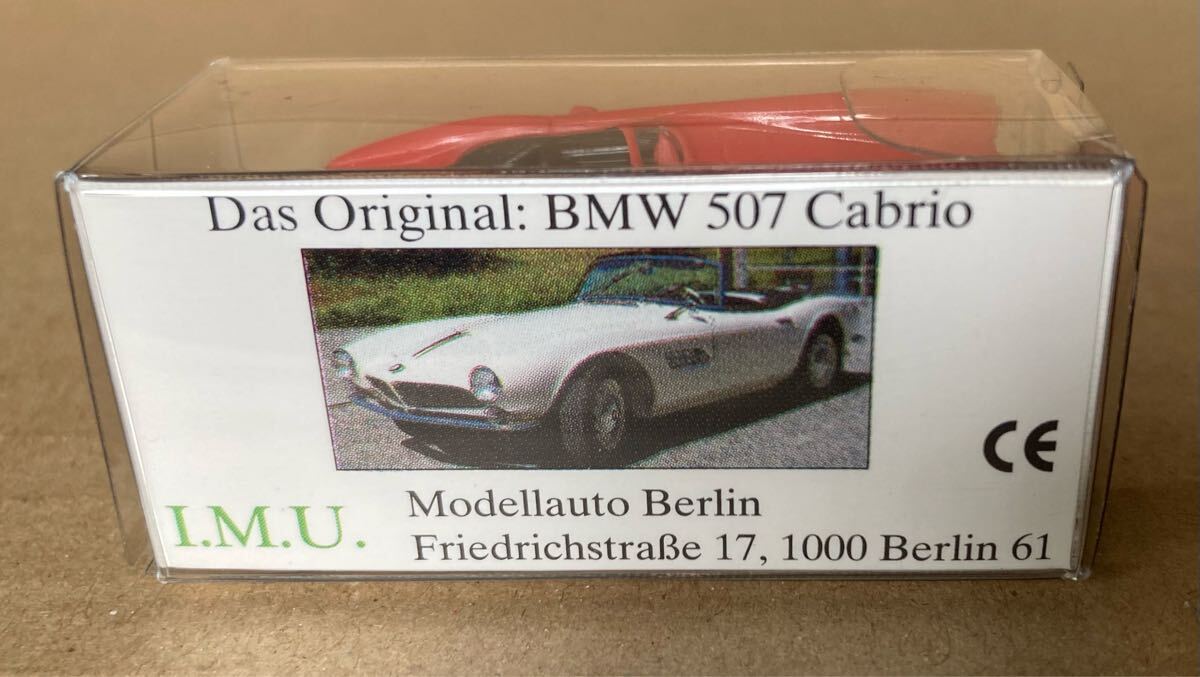 Das Original: BMW 507 Cabrio
CE
I.M.U.
Modellauto Berlin
Friedrichstraße 17, 1000 Berlin 61